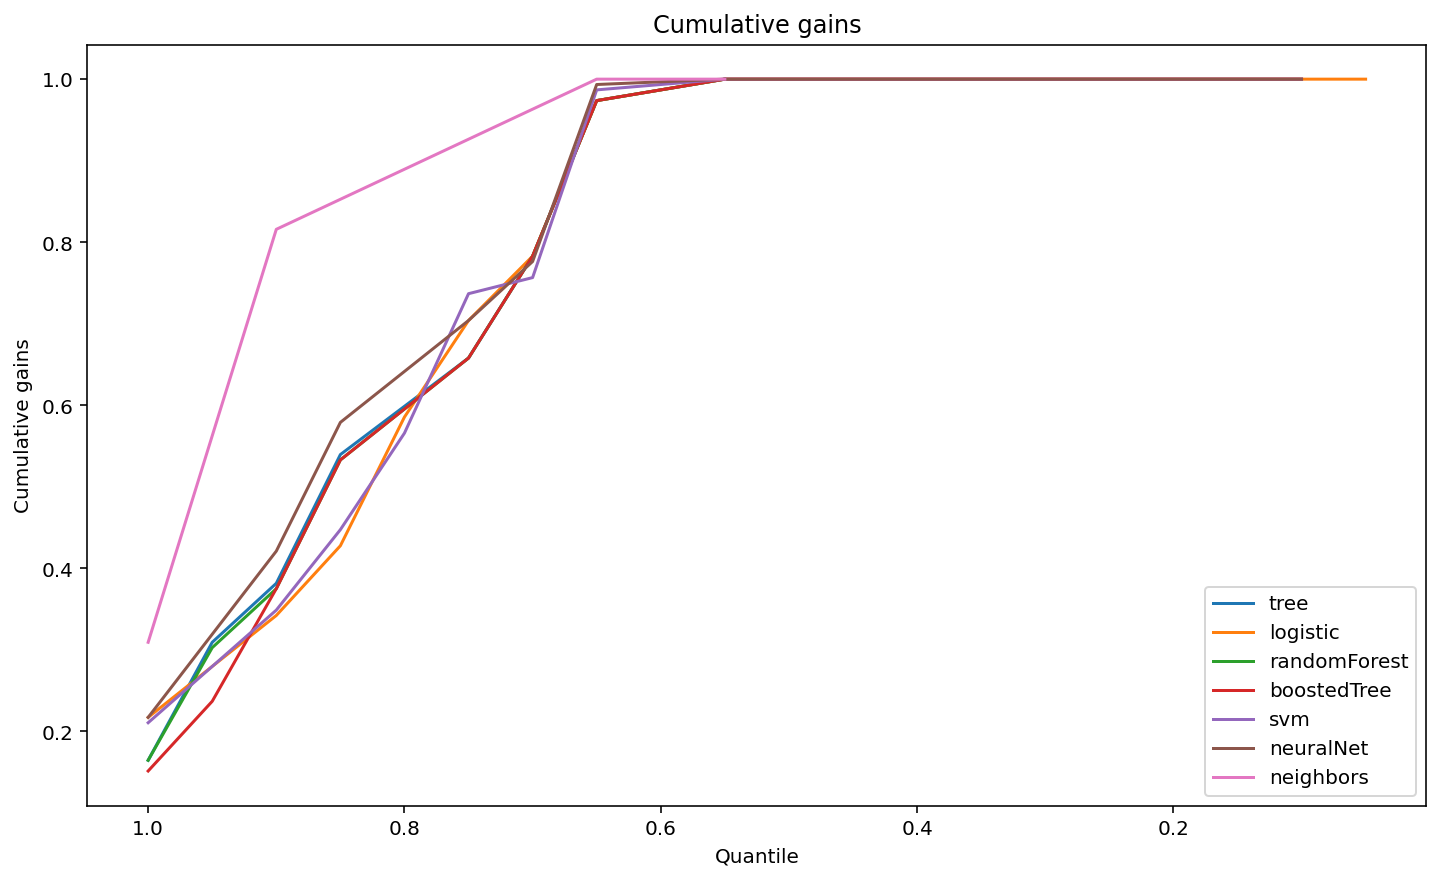 Cumulative gains
Cumulative gains
1.0
0.8
0.6
0.4
0.2
tree
logistic
randomForest
boostedTree
svm
neuralNet
neighbors
1.0 0.8 0.6 0.4 0.2
Quantile